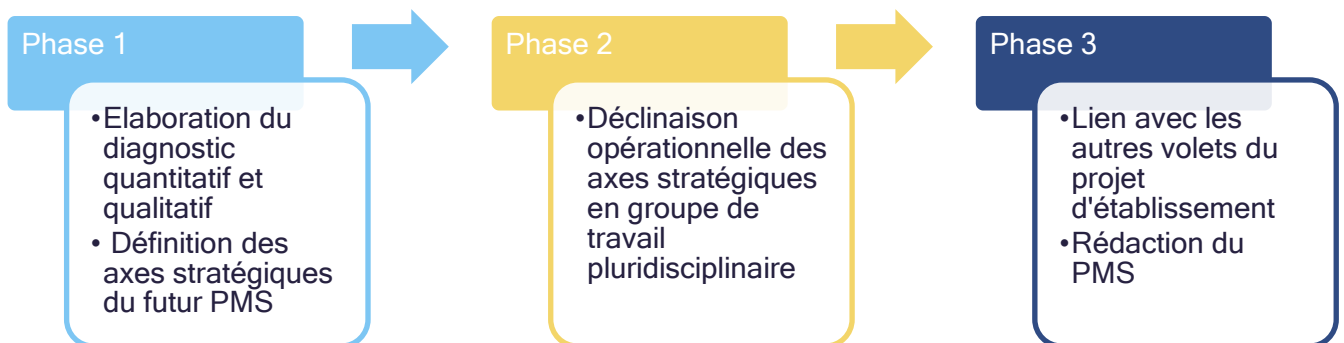 Phase 1
•Elaboration du
diagnostic
quantitatif et
qualitatif
• Définition des
axes stratégiques
du futur PMS
Phase 2
•Déclinaison
opérationnelle des
axes stratégiques
en groupe de
travail
pluridisciplinaire
Phase 3
•Lien avec les
autres volets du
projet
d'établissement
•Rédaction du
PMS